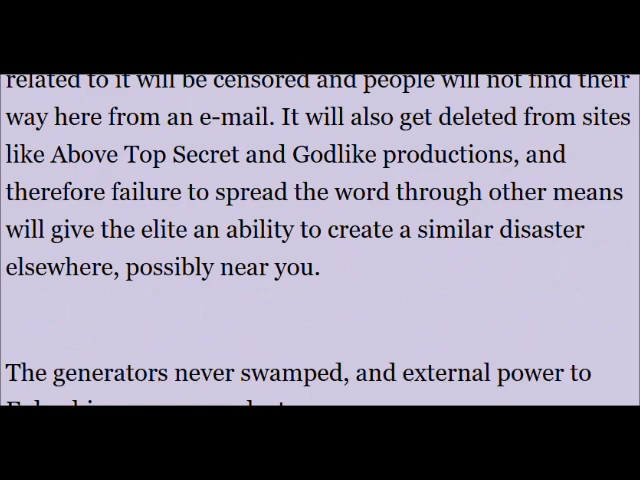 related to it will be censored and people will not find their
way here from an e-mail. It will also get deleted from sites
like Above Top Secret and Godlike productions, and
therefore failure to spread the word through other means
will give the elite an ability to create a similar disaster
elsewhere, possibly near you.
The generators never swamped, and external power to